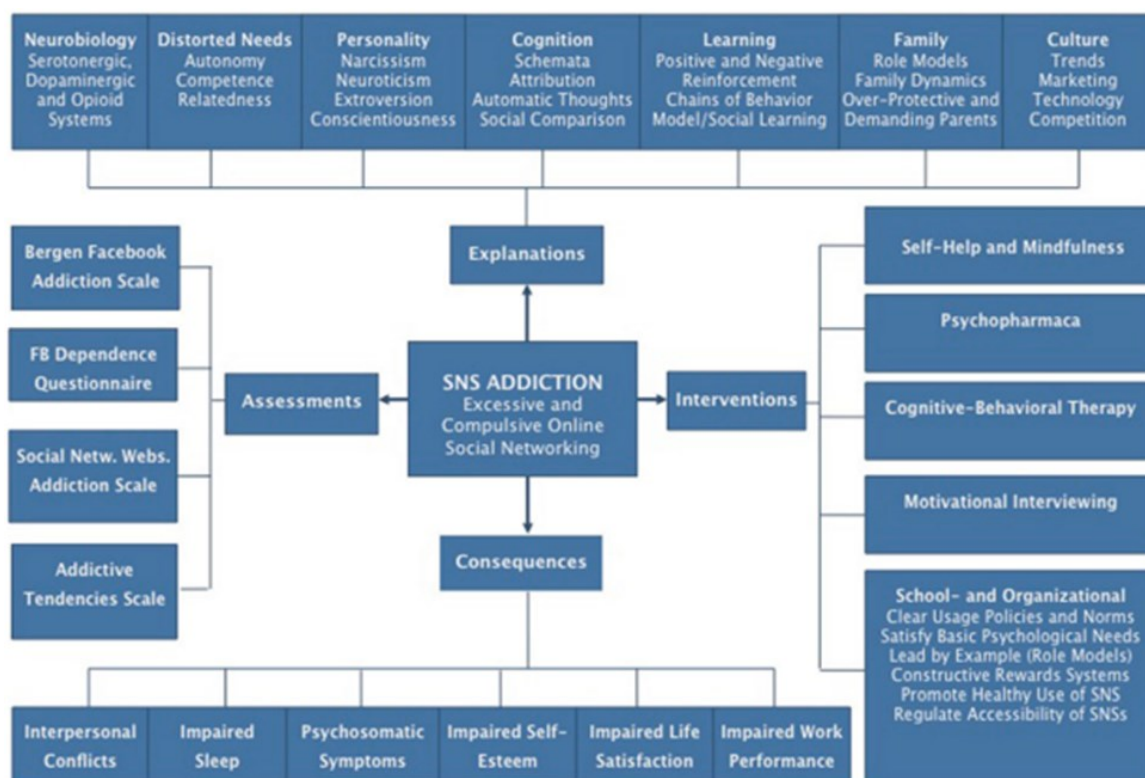 Neurobiology
Serotonergic,
Dopaminergic
and Opioid
Systems
Distorted Needs
Autonomy
Competence
Relatedness
Personality
Narcissism
Neuroticism
Extroversion
Conscientiousness
Cognition
Schemata
Attribution
Automatic Thoughts
Social Comparison
Learning
Positive and Negative
Reinforcement
Chains of Behavior
Model/Social Learning
Family
Role Models
Family Dynamics
Over-Protective and
Demanding Parents
Culture
Trends
Marketing
Technology
Competition
Explanations
Bergen Facebook
Addiction Scale
FB Dependence
Questionnaire
Social Netw. Webs.
Addiction Scale
Addictive
Tendencies Scale
Assessments
SNS ADDICTION
Excessive and
Compulsive Online
Social Networking
Interventions
Self-Help and Mindfulness
Psychopharmaca
Cognitive-Behavioral Therapy
Motivational Interviewing
School- and Organizational
Clear Usage Policies and Norms
Satisfy Basic Psychological Needs
Lead by Example (Role Models)
Constructive Rewards Systems
Promote Healthy Use of SNS
Regulate Accessibility of SNSs
Consequences
Interpersonal
Conflicts
Impaired
Sleep
Psychosomatic
Symptoms
Impaired Self-
Esteem
Impaired Life
Satisfaction
Impaired Work
Performance